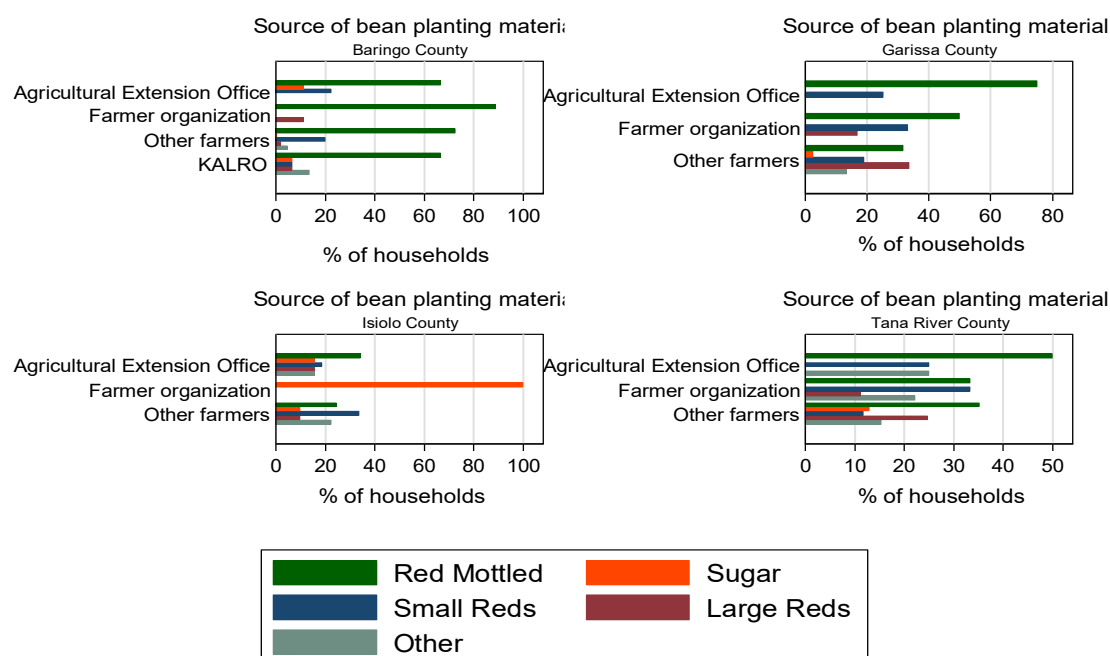 Source of bean planting materia
Baringo County
Agricultural Extension Office
Farmer organization
Other farmers
KALRO
0 20 40 60 80 100
% of households
Source of bean planting material
Garissa County
Agricultural Extension Office
Farmer organization
Other farmers
0 20 40 60 80
% of households
Source of bean planting materia
Isiolo County
Agricultural Extension Office
Farmer organization
Other farmers
0 20 40 60 80 100
% of households
Source of bean planting material
Tana River County
Agricultural Extension Office
Farmer organization
Other farmers
0 10 20 30 40 50
% of households
Red Mottled Sugar
Small Reds Large Reds
Other